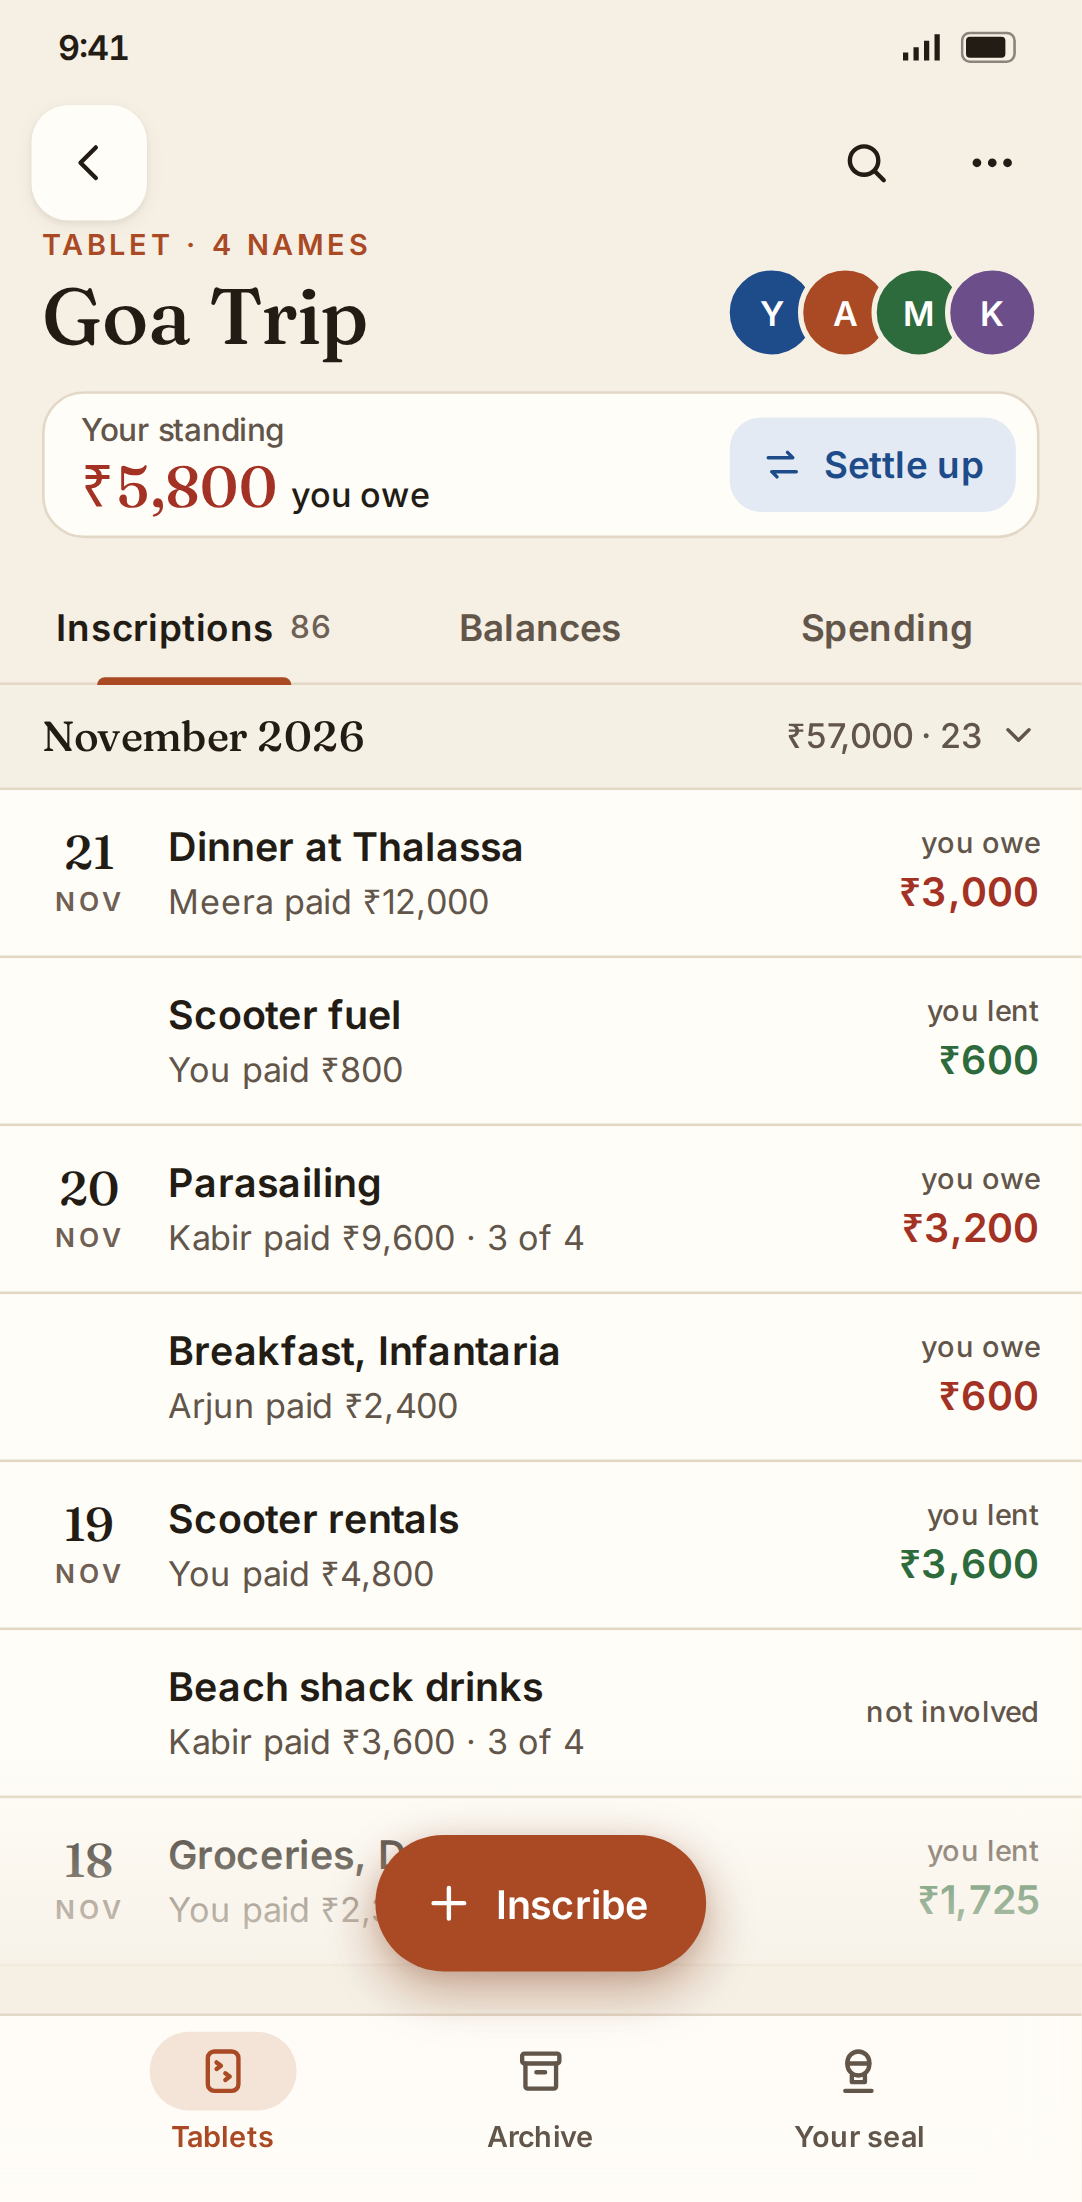 9:41
TABLET · 4 NAMES
Goa Trip
Y A M K
Your standing
₹5,800 you owe
Settle up
Inscriptions 86
Balances
Spending
November 2026
₹57,000 · 23
21 NOV
Dinner at Thalassa
Meera paid ₹12,000
you owe
₹3,000
Scooter fuel
You paid ₹800
you lent
₹600
20 NOV
Parasailing
Kabir paid ₹9,600 · 3 of 4
you owe
₹3,200
Breakfast, Infantaria
Arjun paid ₹2,400
you owe
₹600
19 NOV
Scooter rentals
You paid ₹4,800
you lent
₹3,600
Beach shack drinks
Kabir paid ₹3,600 · 3 of 4
not involved
18 NOV
Groceries,
You paid
you lent
₹1,725
Inscribe
Tablets
Archive
Your seal